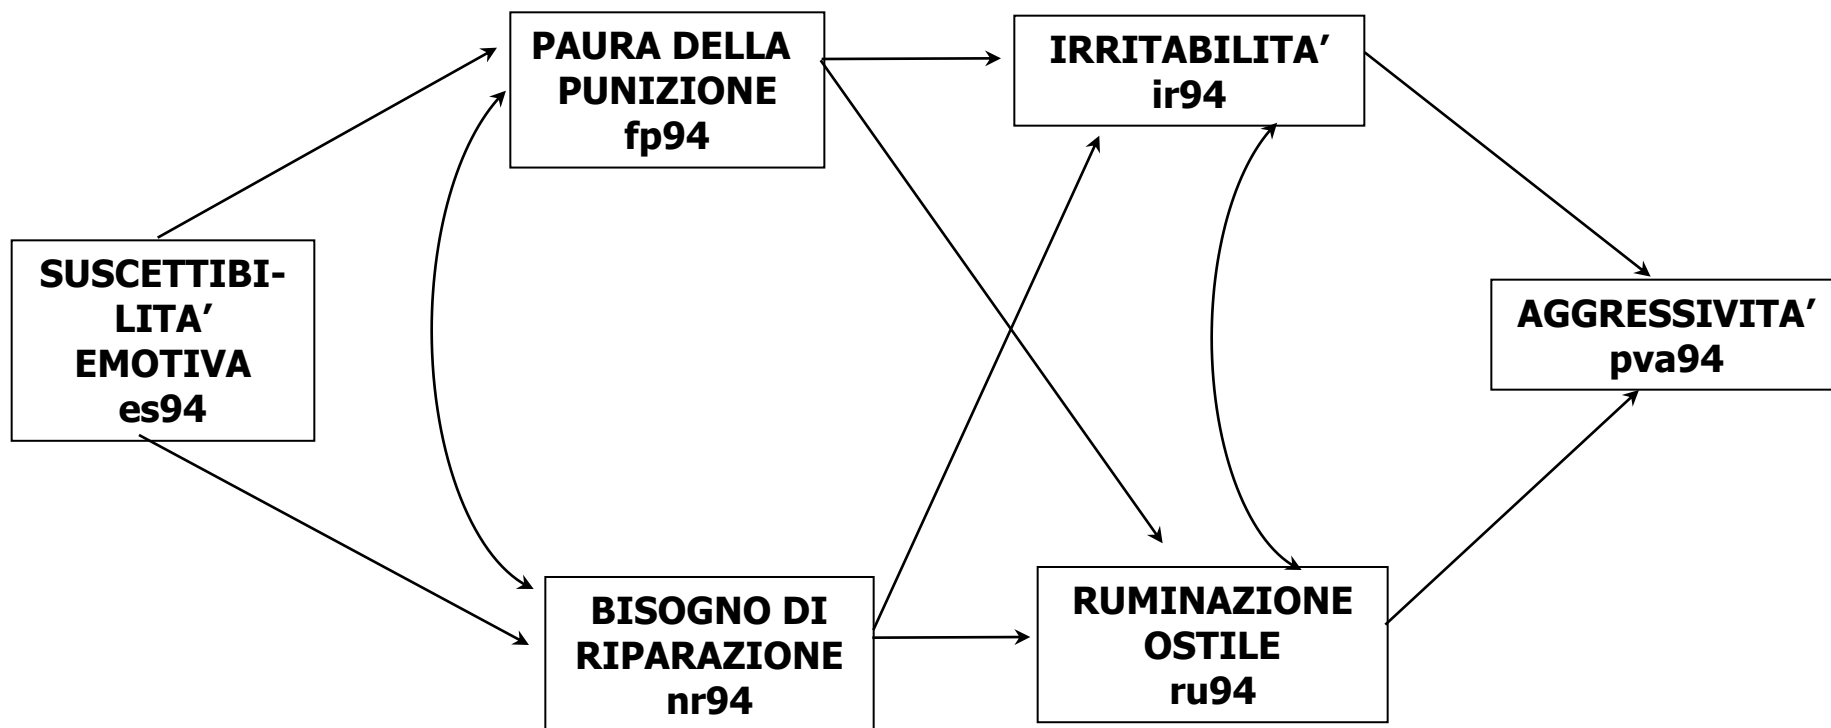 PAURA DELLA
PUNIZIONE
fp94
IRRITABILITA’
ir94
SUSCETTIBI-
LITA’
EMOTIVA
es94
AGGRESSIVITA’
pva94
BISOGNO DI
RIPARAZIONE
nr94
RUMINAZIONE
OSTILE
ru94